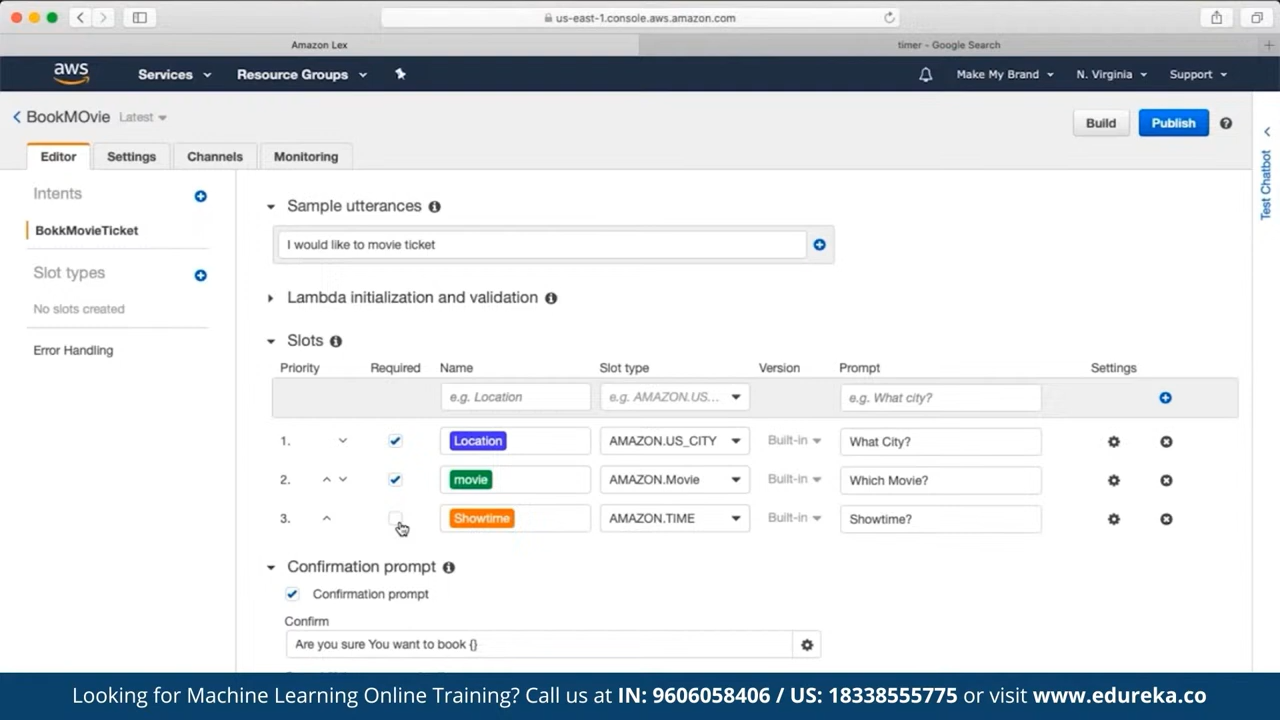 us-east-1.console.aws.amazon.com
Amazon Lex
timer - Google Search
aws
Services
Resource Groups
Make My Brand
N. Virginia
Support
BookMOvie
Latest
Build
Publish
Editor
Settings
Channels
Monitoring
Test Chatbot
Intents
BokkMovieTicket
Slot types
No slots created
Error Handling
Sample utterances
I would like to movie ticket
Lambda initialization and validation
Slots
Priority Required Name Slot type Version Prompt Settings
e.g. Location e.g. AMAZON.US... e.g. What city?
1. Location AMAZON.US_CITY Built-in What City?
2. movie AMAZON.Movie Built-in Which Movie?
3. Showtime AMAZON.TIME Built-in Showtime?
Confirmation prompt
Confirmation prompt
Confirm
Are you sure You want to book {}
Looking for Machine Learning Online Training? Call us at IN: 9606058406 / US: 18338555775 or visit www.edureka.co